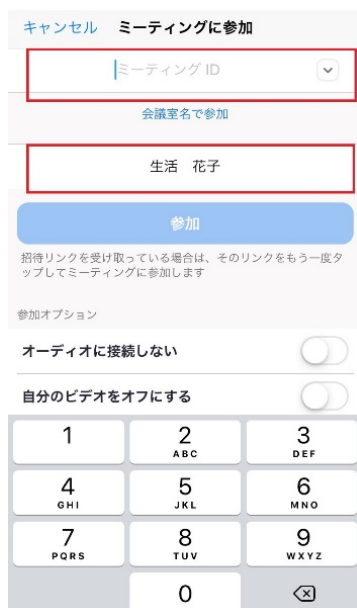 キャンセル ミーティングに参加
ミーティング ID
会議室名で参加
生活 花子
参加
招待リンクを受け取っている場合は、そのリンクをもう一度タ
ップしてミーティングに参加します
参加オプション
オーディオに接続しない
自分のビデオをオフにする
1 2 3
ABC DEF
4 5 6
GHI JKL MNO
7 8 9
PQRS TUV WXYZ
0